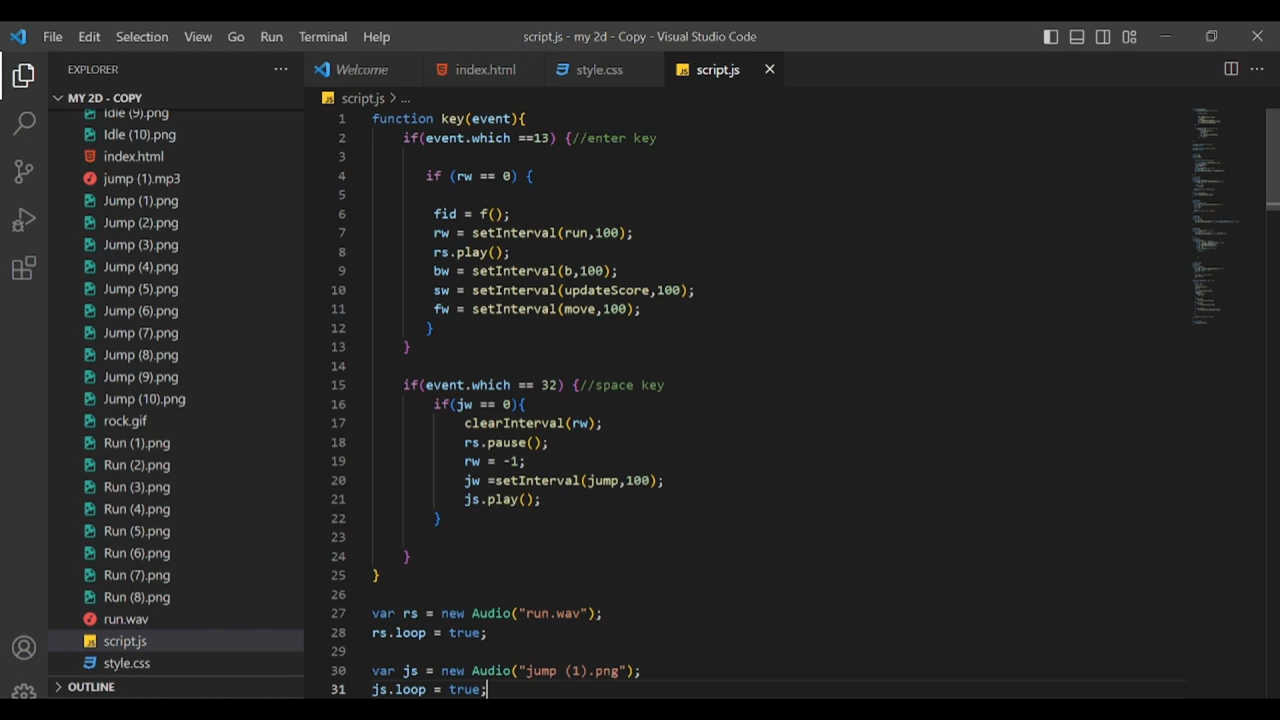 File Edit Selection View Go Run Terminal Help
script.js - my 2d - Copy - Visual Studio Code
EXPLORER
Welcome
index.html
style.css
script.js
MY 2D - COPY
script.js > ...
Idle (9).png
Idle (10).png
index.html
jump (1).mp3
Jump (1).png
Jump (2).png
Jump (3).png
Jump (4).png
Jump (5).png
Jump (6).png
Jump (7).png
Jump (8).png
Jump (9).png
Jump (10).png
rock.gif
Run (1).png
Run (2).png
Run (3).png
Run (4).png
Run (5).png
Run (6).png
Run (7).png
Run (8).png
run.wav
script.js
style.css
OUTLINE
1 function key(event){
2 if(event.which ==13) {//enter key
3
4 if (rw == 0) {
5
6 fid = f();
7 rw = setInterval(run,100);
8 rs.play();
9 bw = setInterval(b,100);
10 sw = setInterval(updateScore,100);
11 fw = setInterval(move,100);
12 }
13 }
14
15 if(event.which == 32) {//space key
16 if(jw == 0){
17 clearInterval(rw);
18 rs.pause();
19 rw = -1;
20 jw =setInterval(jump,100);
21 js.play();
22 }
23
24 }
25 }
26
27 var rs = new Audio("run.wav");
28 rs.loop = true;
29
30 var js = new Audio("jump (1).png");
31 js.loop = true;